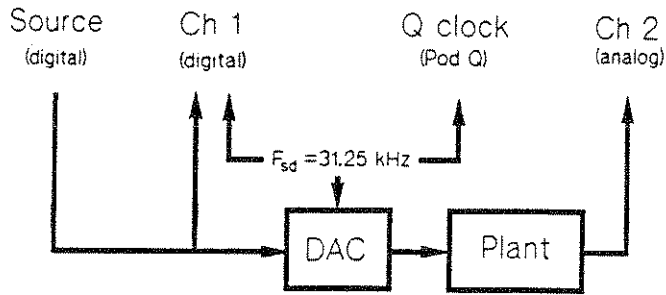 Source Ch 1 Q clock Ch 2
(digital) (digital) (Pod Q) (analog)
F_sd = 31.25 kHz
DAC Plant